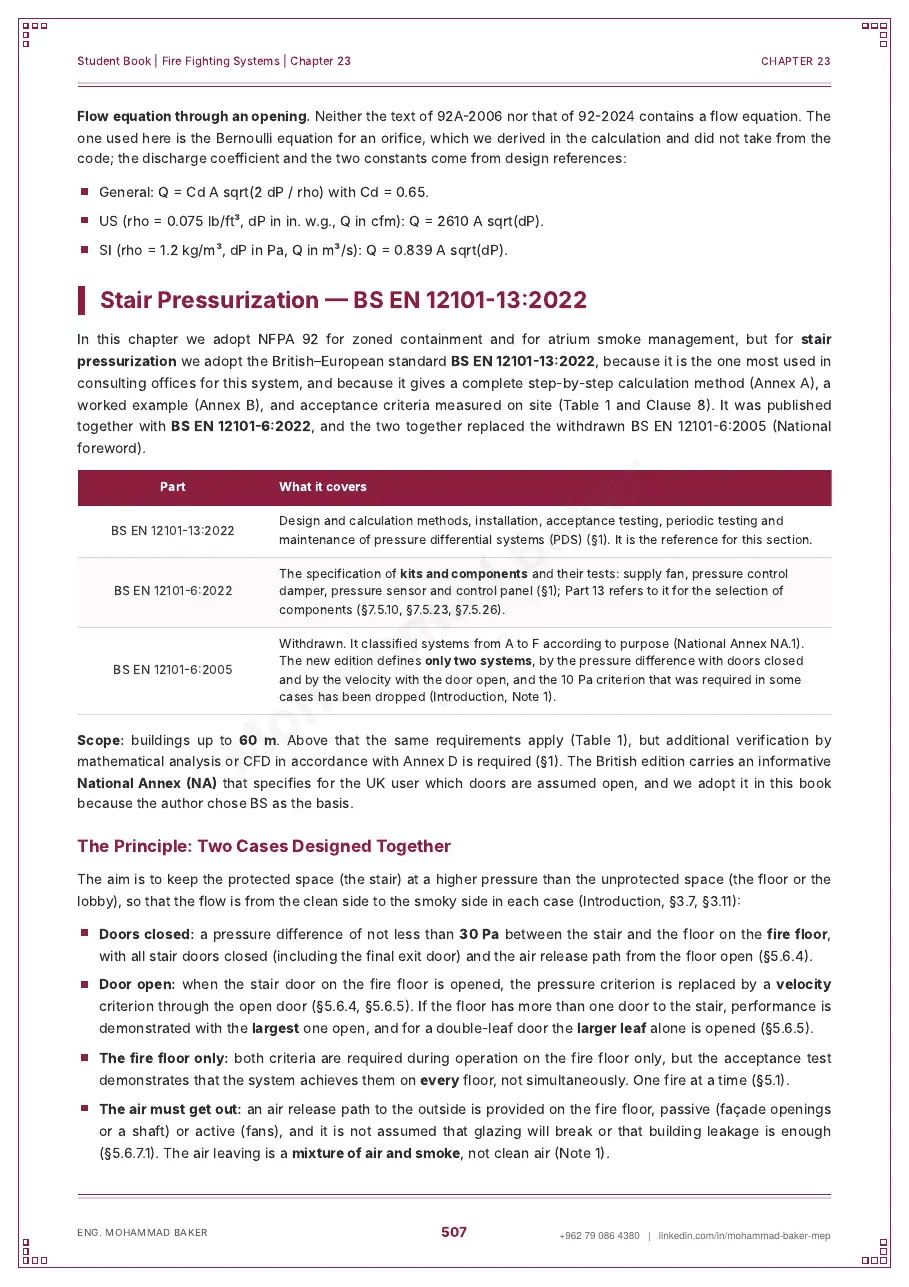 Student Book | Fire Fighting Systems | Chapter 23
CHAPTER 23
Flow equation through an opening. Neither the text of 92A-2006 nor that of 92-2024 contains a flow equation. The
one used here is the Bernoulli equation for an orifice, which we derived in the calculation and did not take from the
code; the discharge coefficient and the two constants come from design references:
General: Q = Cd A sqrt(2 dP / rho) with Cd = 0.65.
US (rho = 0.075 lb/ft³, dP in in. w.g., Q in cfm): Q = 2610 A sqrt(dP).
SI (rho = 1.2 kg/m³, dP in Pa, Q in m³/s): Q = 0.839 A sqrt(dP).
Stair Pressurization — BS EN 12101-13:2022
In this chapter we adopt NFPA 92 for zoned containment and for atrium smoke management, but for stair
pressurization we adopt the British–European standard BS EN 12101-13:2022, because it is the one most used in
consulting offices for this system, and because it gives a complete step-by-step calculation method (Annex A), a
worked example (Annex B), and acceptance criteria measured on site (Table 1 and Clause 8). It was published
together with BS EN 12101-6:2022, and the two together replaced the withdrawn BS EN 12101-6:2005 (National
foreword).
Part
What it covers
BS EN 12101-13:2022
Design and calculation methods, installation, acceptance testing, periodic testing and
maintenance of pressure differential systems (PDS) (§1). It is the reference for this section.
BS EN 12101-6:2022
The specification of kits and components and their tests: supply fan, pressure control
damper, pressure sensor and control panel (§1); Part 13 refers to it for the selection of
components (§7.5.10, §7.5.23, §7.5.26).
BS EN 12101-6:2005
Withdrawn. It classified systems from A to F according to purpose (National Annex NA.1).
The new edition defines only two systems, by the pressure difference with doors closed
and by the velocity with the door open, and the 10 Pa criterion that was required in some
cases has been dropped (Introduction, Note 1).
Scope: buildings up to 60 m. Above that the same requirements apply (Table 1), but additional verification by
mathematical analysis or CFD in accordance with Annex D is required (§1). The British edition carries an informative
National Annex (NA) that specifies for the UK user which doors are assumed open, and we adopt it in this book
because the author chose BS as the basis.
The Principle: Two Cases Designed Together
The aim is to keep the protected space (the stair) at a higher pressure than the unprotected space (the floor or the
lobby), so that the flow is from the clean side to the smoky side in each case (Introduction, §3.7, §3.11):
Doors closed: a pressure difference of not less than 30 Pa between the stair and the floor on the fire floor,
with all stair doors closed (including the final exit door) and the air release path from the floor open (§5.6.4).
Door open: when the stair door on the fire floor is opened, the pressure criterion is replaced by a velocity
criterion through the open door (§5.6.4, §5.6.5). If the floor has more than one door to the stair, performance is
demonstrated with the largest one open, and for a double-leaf door the larger leaf alone is opened (§5.6.5).
The fire floor only: both criteria are required during operation on the fire floor only, but the acceptance test
demonstrates that the system achieves them on every floor, not simultaneously. One fire at a time (§5.1).
The air must get out: an air release path to the outside is provided on the fire floor, passive (façade openings
or a shaft) or active (fans), and it is not assumed that glazing will break or that building leakage is enough
(§5.6.7.1). The air leaving is a mixture of air and smoke, not clean air (Note 1).
ENG. MOHAMMAD BAKER
507
+962 79 086 4380 | linkedin.com/in/mohammad-baker-mep